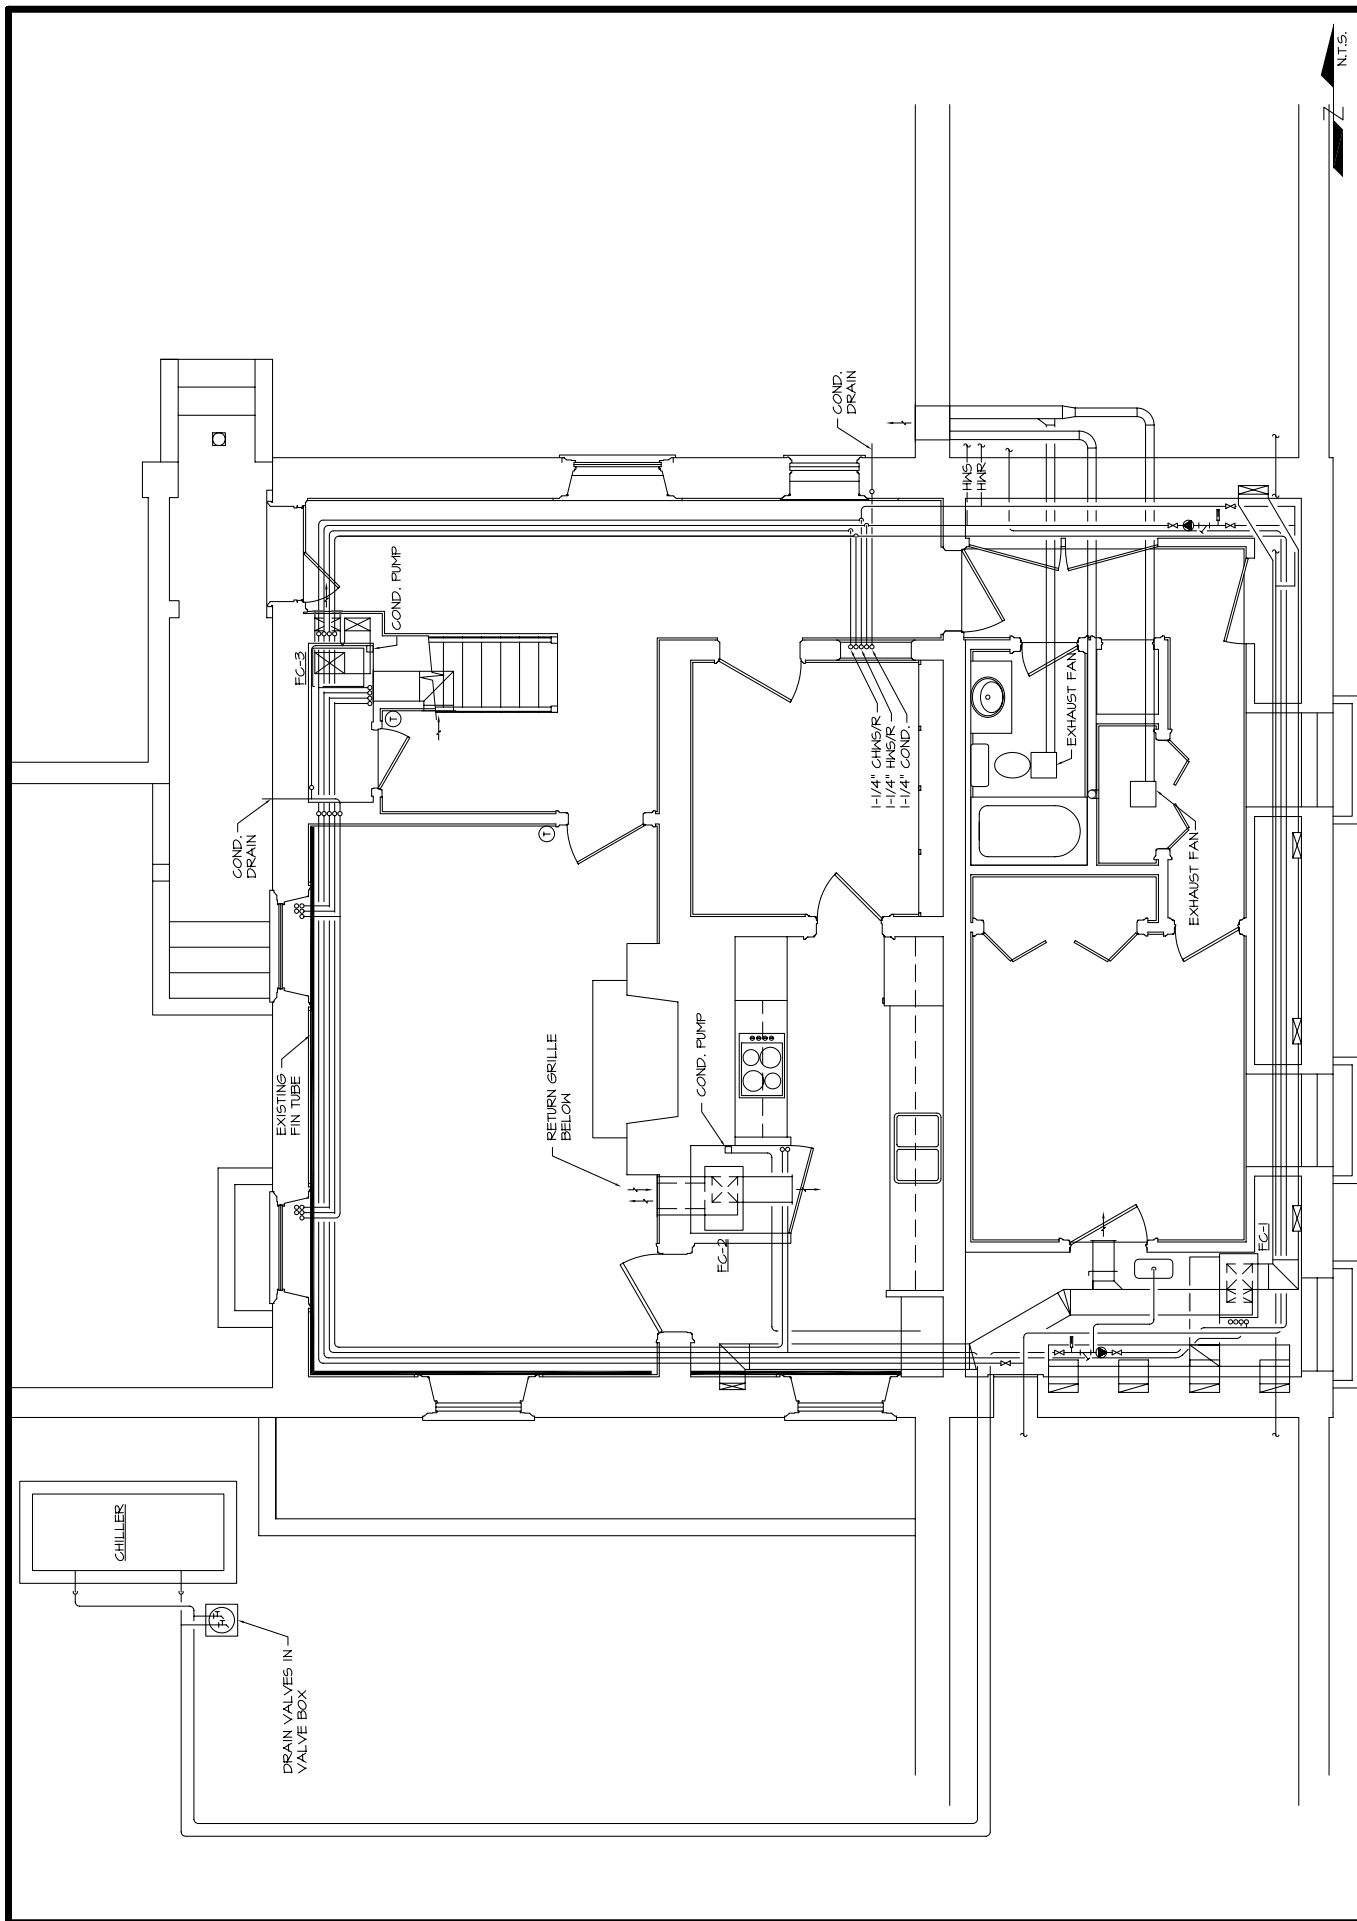 N.T.S.
N
COND.
DRAIN
HWS
HWR
COND. PUMP
FC-3
T
EXHAUST FAN
1-1/4" CHWS/R
1-1/4" HWS/R
1-1/4" COND.
T
COND.
DRAIN
EXHAUST FAN
EXISTING
FIN TUBE
RETURN GRILLE
BELOW
COND. PUMP
FC-2
FC-1
CHILLER
DRAIN VALVES IN
VALVE BOX